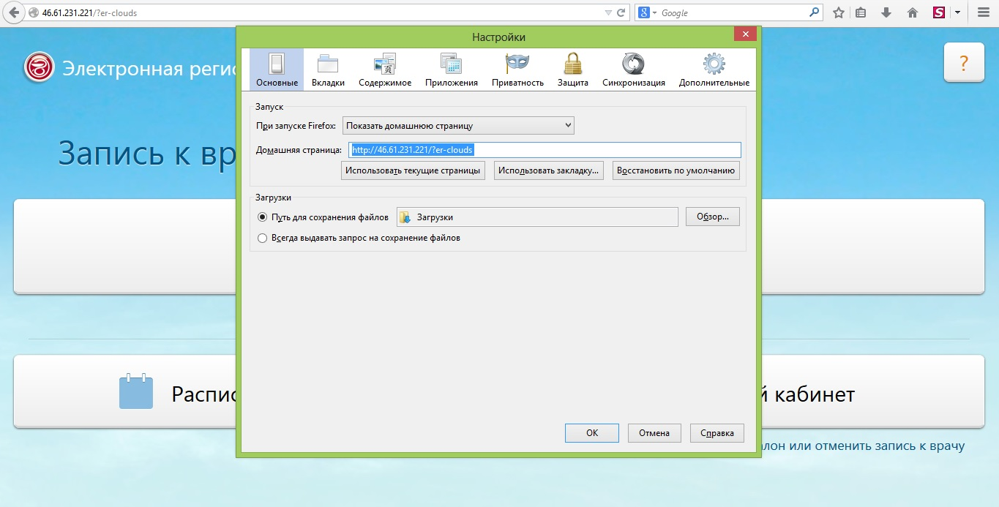 46.61.231.221/?er-clouds
Google
Настройки
Основные
Вкладки
Содержимое
Приложения
Приватность
Защита
Синхронизация
Дополнительные
Электронная регис
?
Запись к вр
Запуск
При запуске Firefox:
Показать домашнюю страницу
Домашняя страница:
http://46.61.231.221/?er-clouds
Использовать текущие страницы
Использовать закладку...
Восстановить по умолчанию
Загрузки
Путь для сохранения файлов
Загрузки
Обзор...
Всегда выдавать запрос на сохранение файлов
Распис
й кабинет
ОК
Отмена
Справка
алон или отменить запись к врачу